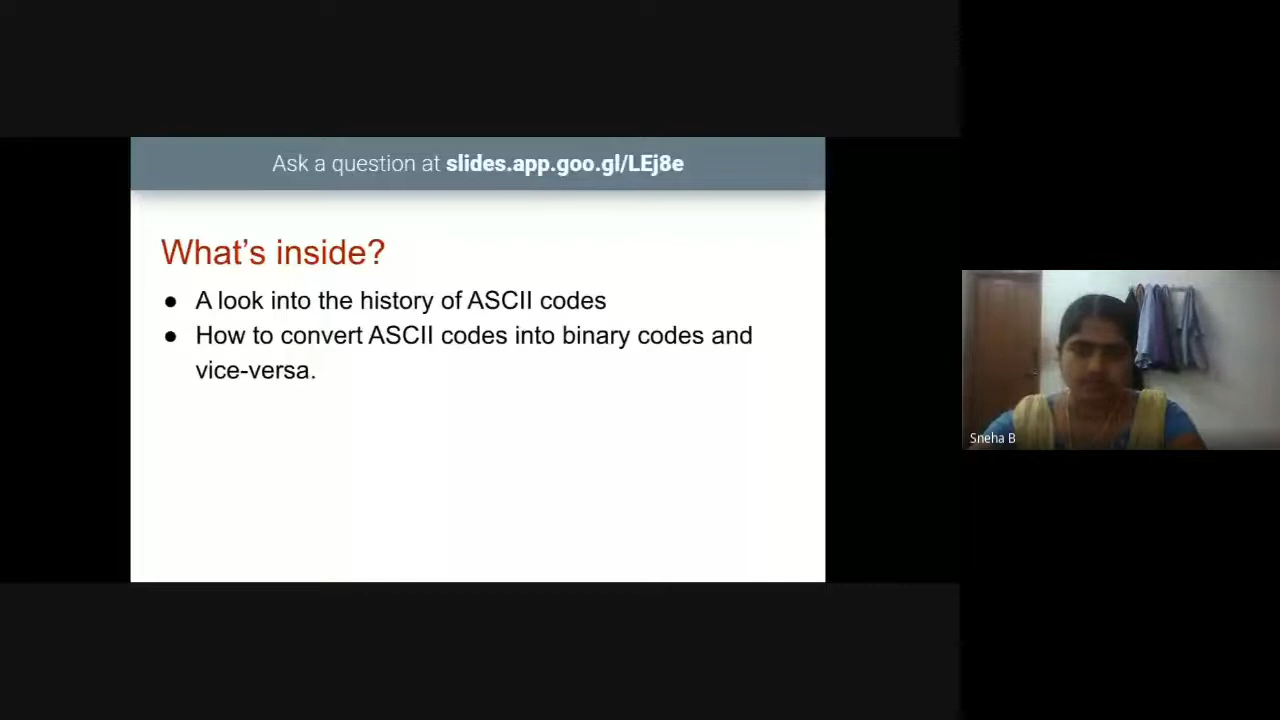 Ask a question at slides.app.goo.gl/LEj8e
What’s inside?
● A look into the history of ASCII codes
● How to convert ASCII codes into binary codes and
vice-versa.
Sneha B